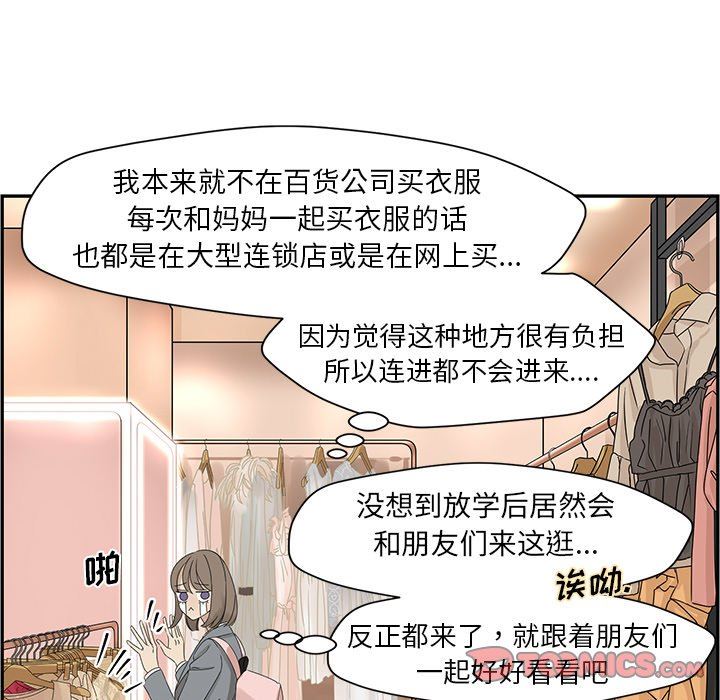 我本来就不在百货公司买衣服
每次和妈妈一起买衣服的话
也都是在大型连锁店或是在网上买...
因为觉得这种地方很有负担
所以连进都不会进来....
没想到放学后居然会
和朋友们来这逛...
啪
诶呦.
反正都来了，就跟着朋友们
一起好好看看吧
TOOMICS.COM